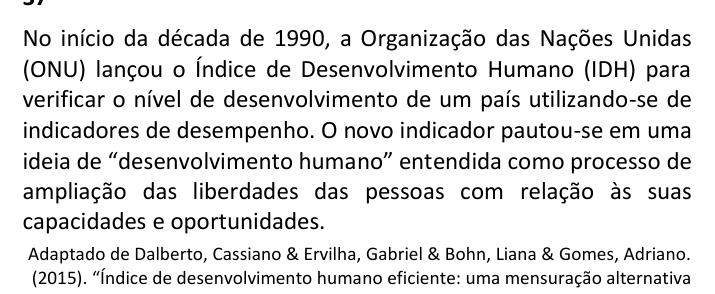 No início da década de 1990, a Organização das Nações Unidas
(ONU) lançou o Índice de Desenvolvimento Humano (IDH) para
verificar o nível de desenvolvimento de um país utilizando-se de
indicadores de desempenho. O novo indicador pautou-se em uma
ideia de “desenvolvimento humano” entendida como processo de
ampliação das liberdades das pessoas com relação às suas
capacidades e oportunidades.
Adaptado de Dalberto, Cassiano & Ervilha, Gabriel & Bohn, Liana & Gomes, Adriano.
(2015). “Índice de desenvolvimento humano eficiente: uma mensuração alternativa